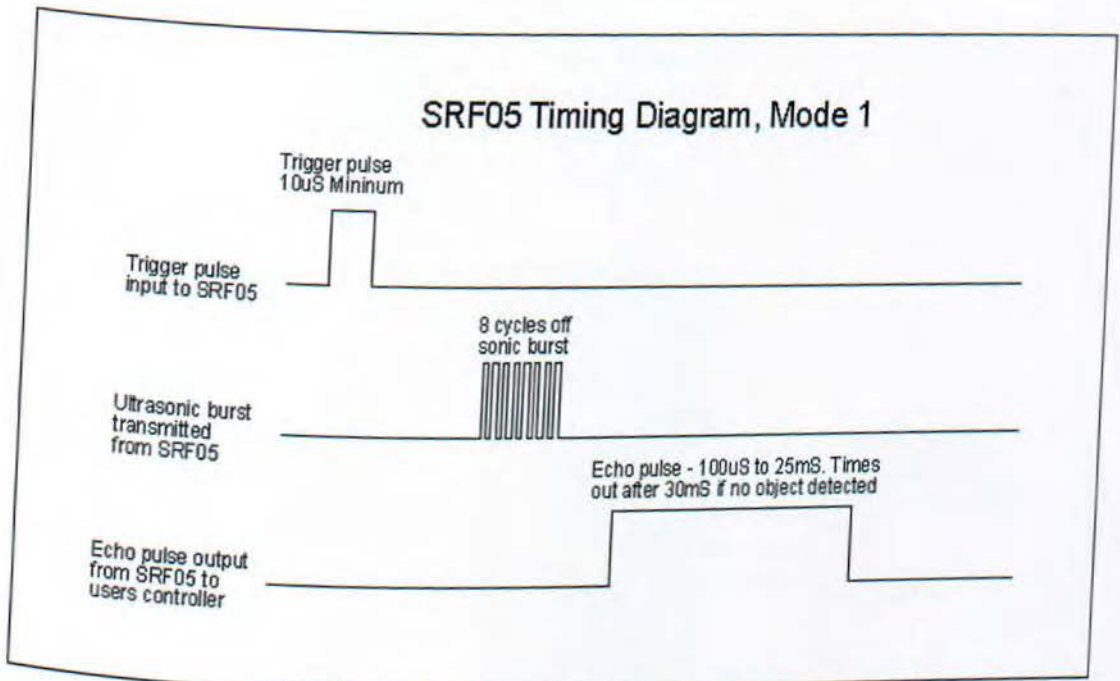 SRF05 Timing Diagram, Mode 1
Trigger pulse
10uS Mininum
Trigger pulse
input to SRF05
8 cycles off
sonic burst
Ultrasonic burst
transmitted
from SRF05
Echo pulse - 100uS to 25mS. Times
out after 30mS if no object detected
Echo pulse output
from SRF05 to
users controller